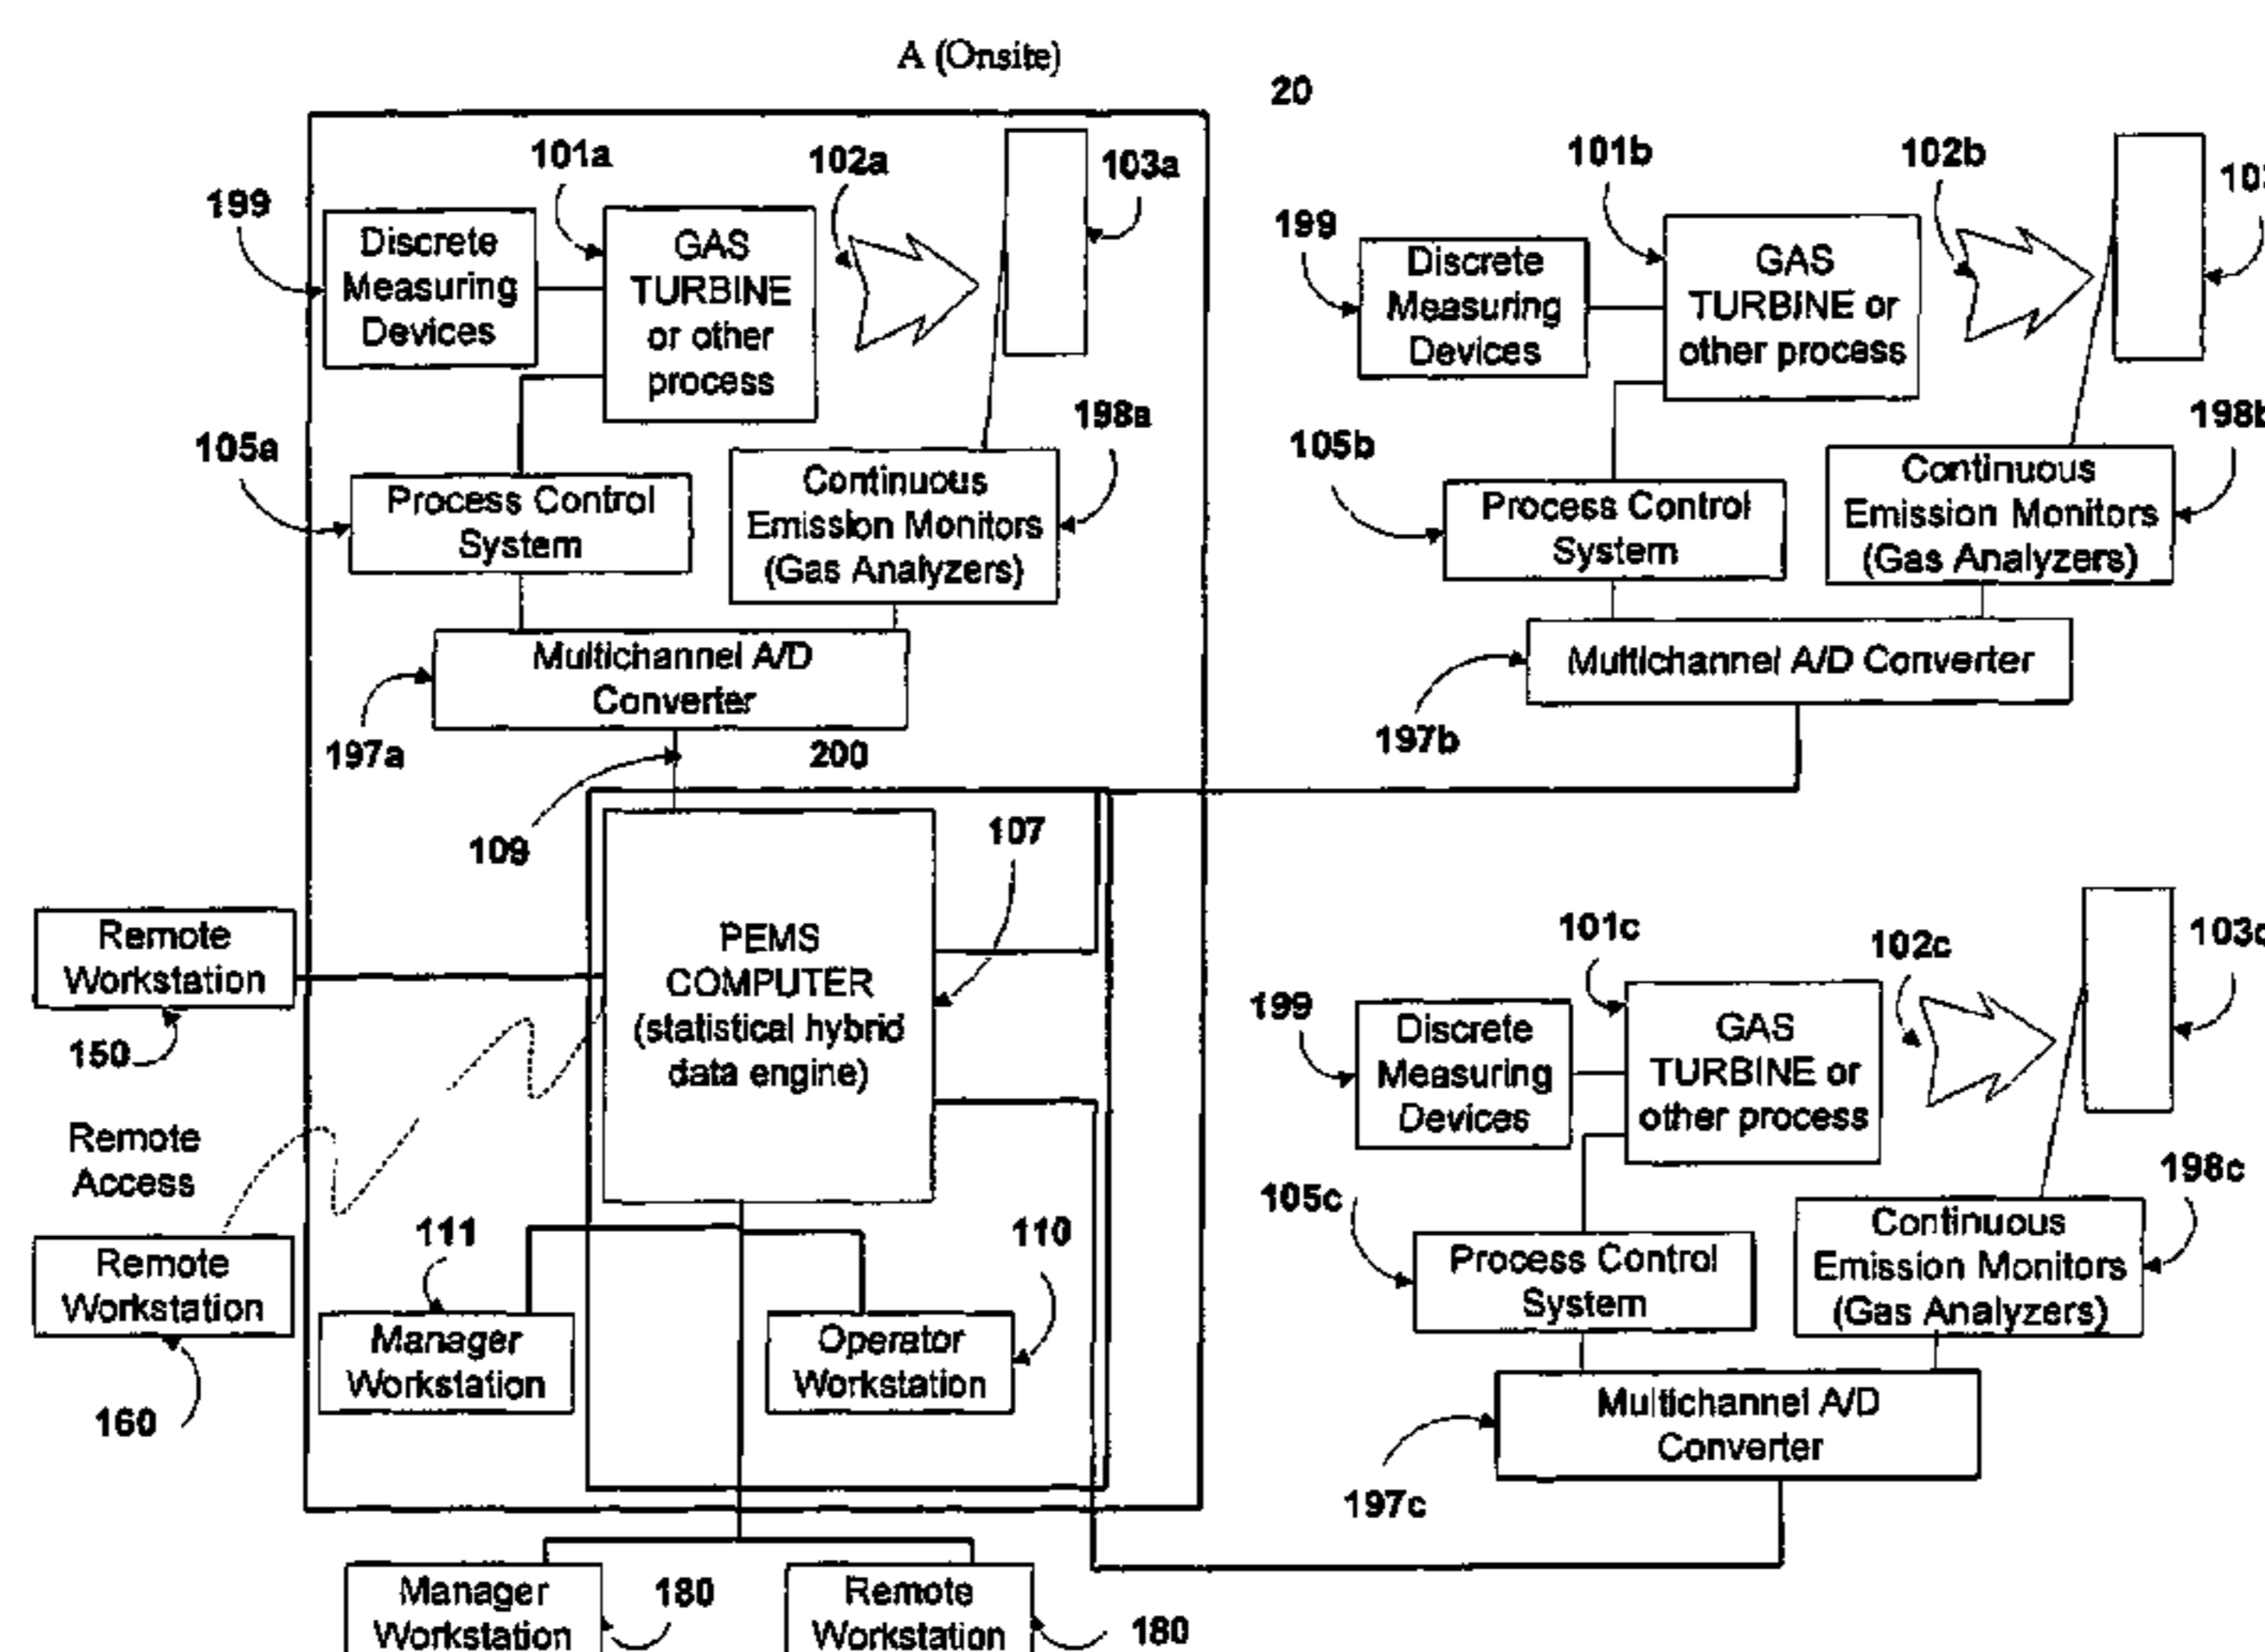 A (Onsite)
20
101a
102a
103a
199
Discrete
Measuring
Devices
GAS
TURBINE
or other
process
105a
198a
Process Control
System
Continuous
Emission Monitors
(Gas Analyzers)
Multichannel A/D
Converter
197a
200
109
107
PEMS
COMPUTER
(statistical hybrid
data engine)
Remote
Workstation
150
Remote
Access
Remote
Workstation
160
111
110
Manager
Workstation
Operator
Workstation
Manager
Workstation
180
Remote
Workstation
180
101b
102b
103
199
Discrete
Measuring
Devices
GAS
TURBINE or
other process
105b
198b
Process Control
System
Continuous
Emission Monitors
(Gas Analyzers)
Multichannel A/D Converter
197b
101c
102c
103c
199
Discrete
Measuring
Devices
GAS
TURBINE or
other process
105c
198c
Process Control
System
Continuous
Emission Monitors
(Gas Analyzers)
Multichannel A/D
Converter
197c